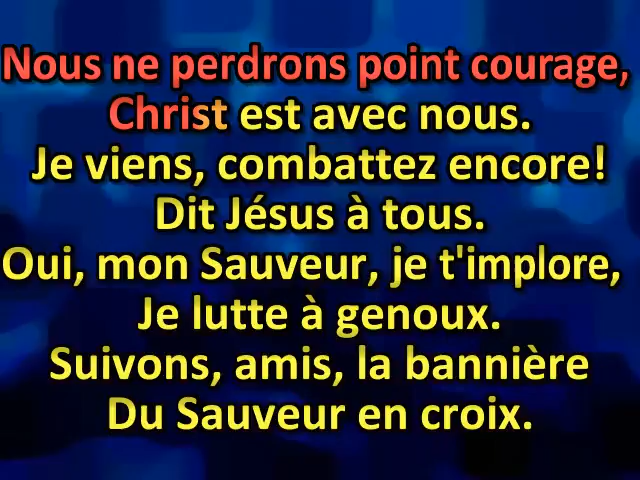 Nous ne perdrons point courage,
Christ est avec nous.
Je viens, combattez encore!
Dit Jésus à tous.
Oui, mon Sauveur, je t'implore,
Je lutte à genoux.
Suivons, amis, la bannière
Du Sauveur en croix.